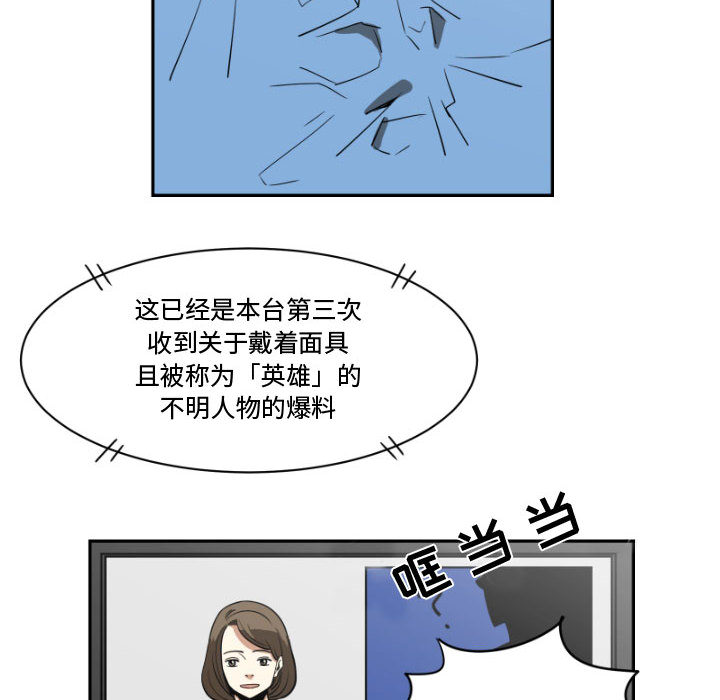 这已经是本台第三次
收到关于戴着面具
且被称为「英雄」的
不明人物的爆料
哐当当